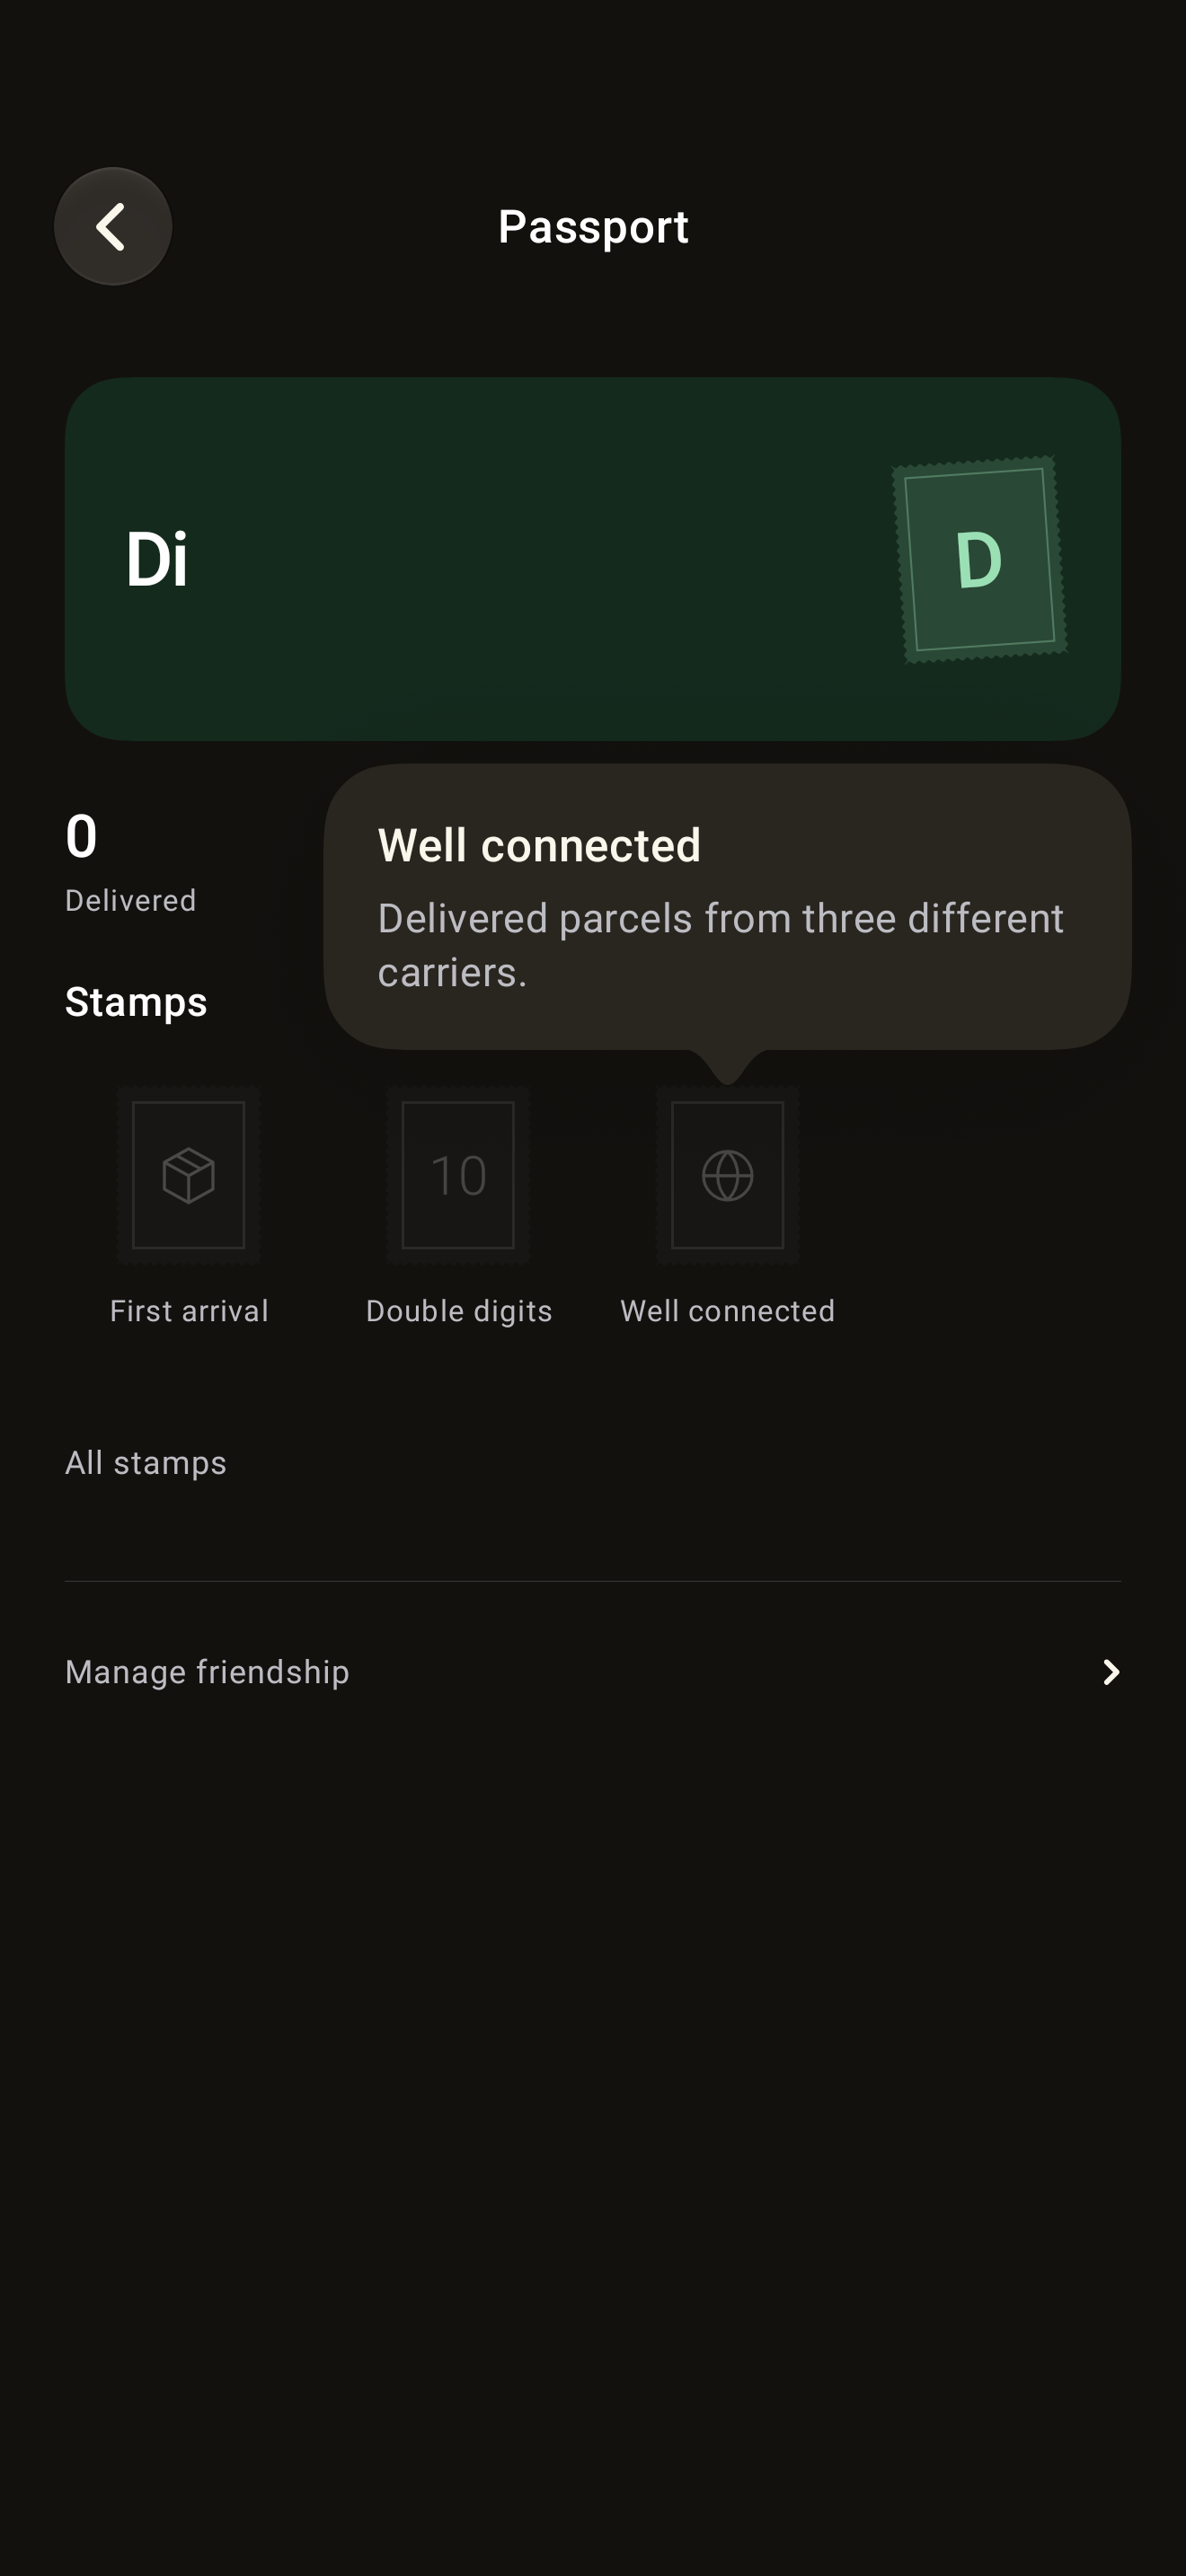 Passport
Di
D
0
Delivered
Well connected
Delivered parcels from three different
carriers.
Stamps
10
First arrival
Double digits
Well connected
All stamps
Manage friendship